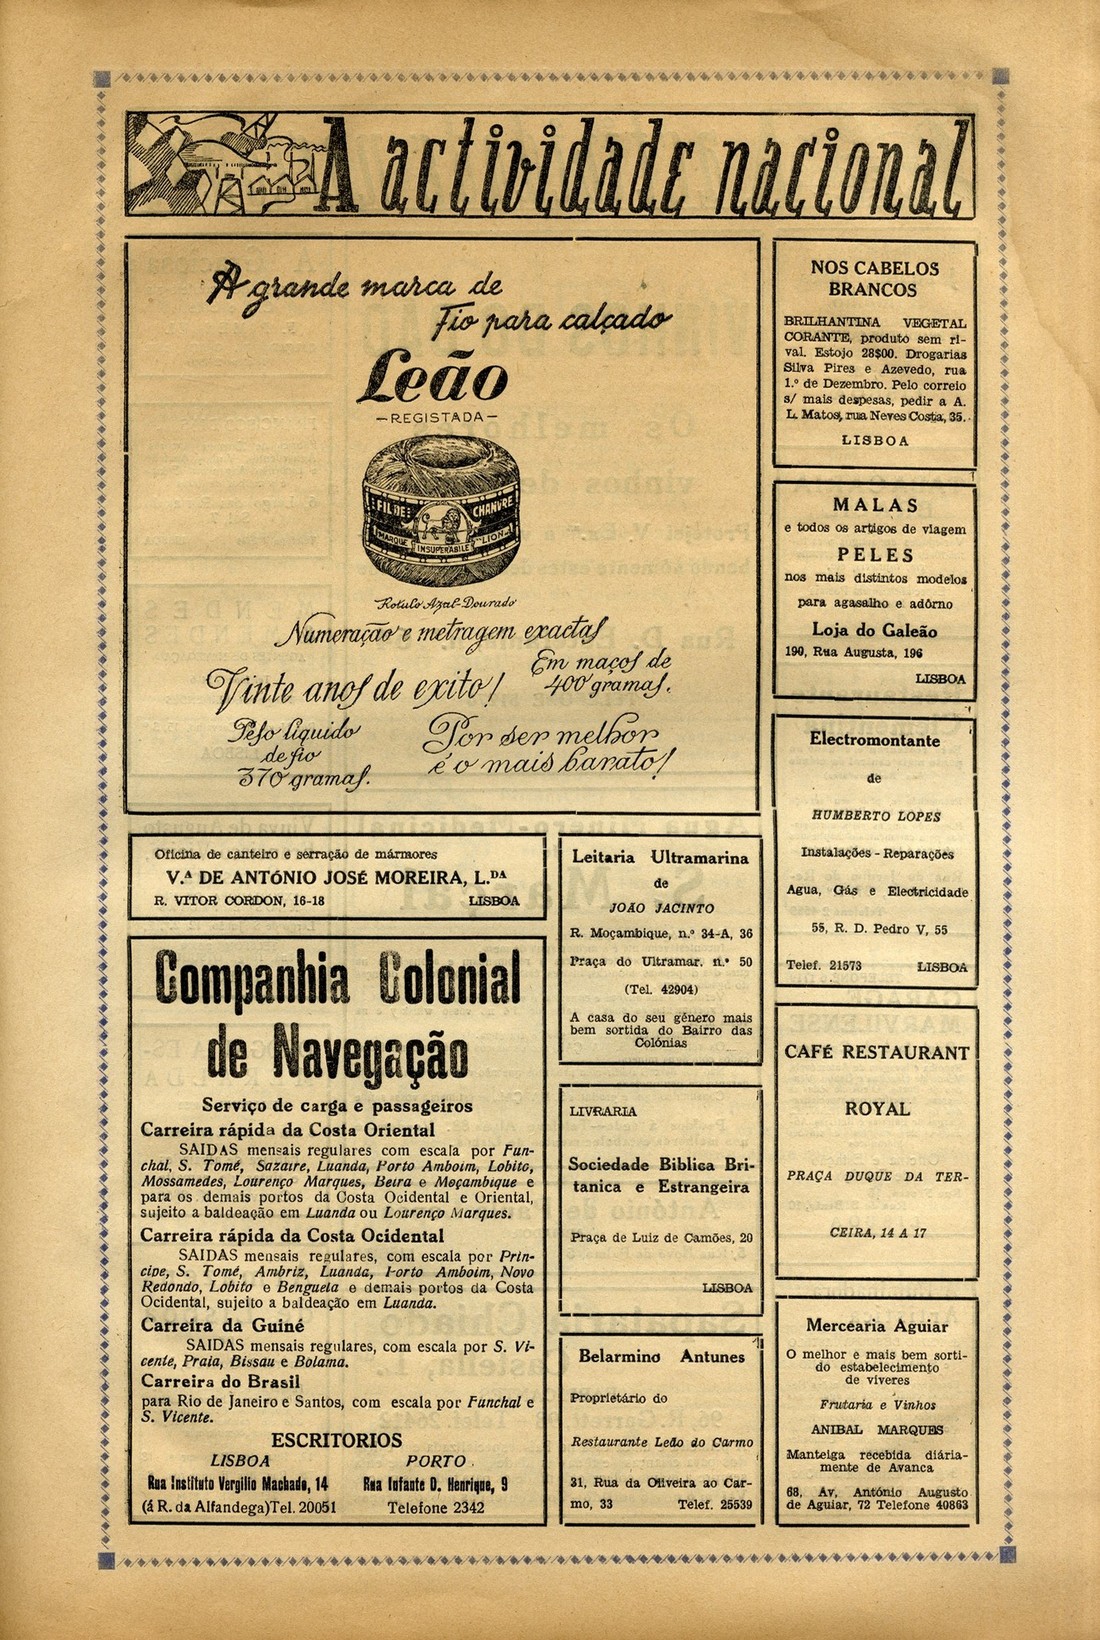 A actividade nacional
A grande marca de
Fio para calçado
Leão
—REGISTADA—
FIL DE CHANVRE
MARQUE INSUPERABILE "LION"
Rotulo Azul-Dourado
Numeração e metragem exactas
Em maços de
400 gramas.
Vinte anos de exito!
Peso liquido
de fio
370 gramas.
Por ser melhor
é o mais barato!
NOS CABELOS
BRANCOS
BRILHANTINA VEGETAL
CORANTE, produto sem ri-
val. Estojo 28$00. Drogarias
Silva Pires e Azevedo, rua
1.º de Dezembro. Pelo correio
s/ mais despesas, pedir a A.
L. Matos, rua Neves Costa, 35.
LISBOA
MALAS
e todos os artigos de viagem
PELES
nos mais distintos modelos
para agasalho e adôrno
Loja do Galeão
190, Rua Augusta, 196
LISBOA
Electromontante
de
HUMBERTO LOPES
Instalações - Reparações
Agua, Gás e Electricidade
55, R. D. Pedro V, 55
Telef. 21573 LISBOA
CAFÉ RESTAURANT
ROYAL
PRAÇA DUQUE DA TER-
CEIRA, 14 A 17
Mercearia Aguiar
O melhor e mais bem sorti-
do estabelecimento
de viveres
Frutaria e Vinhos
ANIBAL MARQUES
Manteiga recebida diária-
mente de Avanca
68, Av. António Augusto
de Aguiar, 72 Telefone 40863
Oficina de canteiro e serração de mármores
V.ª DE ANTÓNIO JOSÉ MOREIRA, L.DA
R. VITOR CORDON, 16-18 LISBOA
Companhia Colonial
de Navegação
Serviço de carga e passageiros
Carreira rápida da Costa Oriental
SAIDAS mensais regulares com escala por Fun-
chal, S. Tomé, Sazaire, Luanda, Porto Amboim, Lobito,
Mossamedes, Lourenço Marques, Beira e Moçambique e
para os demais portos da Costa Ocidental e Oriental,
sujeito a baldeação em Luanda ou Lourenço Marques.
Carreira rápida da Costa Ocidental
SAIDAS mensais regulares, com escala por Prin-
cipe, S. Tomé, Ambriz, Luanda, Porto Amboim, Novo
Redondo, Lobito e Benguela e demais portos da Costa
Ocidental, sujeito a baldeação em Luanda.
Carreira da Guiné
SAIDAS mensais regulares, com escala por S. Vi-
cente, Praia, Bissau e Bolama.
Carreira do Brasil
para Rio de Janeiro e Santos, com escala por Funchal e
S. Vicente.
ESCRITORIOS
LISBOA PORTO
Rua Instituto Vergilio Machado, 14 Rua Infante D. Henrique, 9
(á R. da Alfandega) Tel. 20051 Telefone 2342
Leitaria Ultramarina
de
JOÃO JACINTO
R. Moçambique, n.º 34-A, 36
Praça do Ultramar. n.º 50
(Tel. 42904)
A casa do seu género mais
bem sortida do Bairro das
Colónias
LIVRARIA
Sociedade Biblica Bri-
tanica e Estrangeira
Praça de Luiz de Camões, 20
LISBOA
Belarmino Antunes
Proprietário do
Restaurante Leão do Carmo
31, Rua da Oliveira ao Car-
mo, 33 Telef. 25539